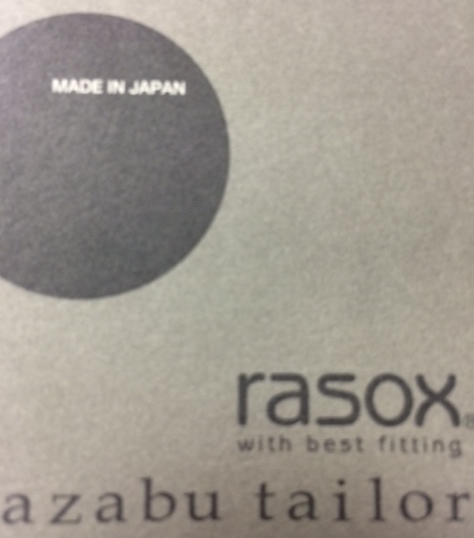 MADE IN JAPAN
rasox®
with best fitting
azabu tailor